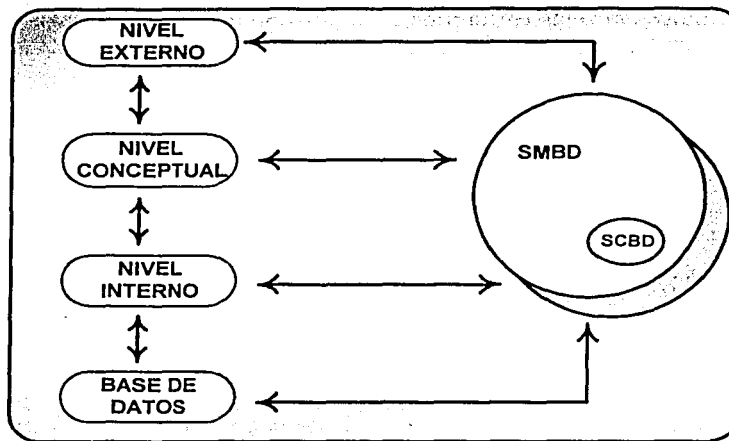 NIVEL
EXTERNO
NIVEL
CONCEPTUAL
SMBD
SCBD
NIVEL
INTERNO
BASE DE
DATOS